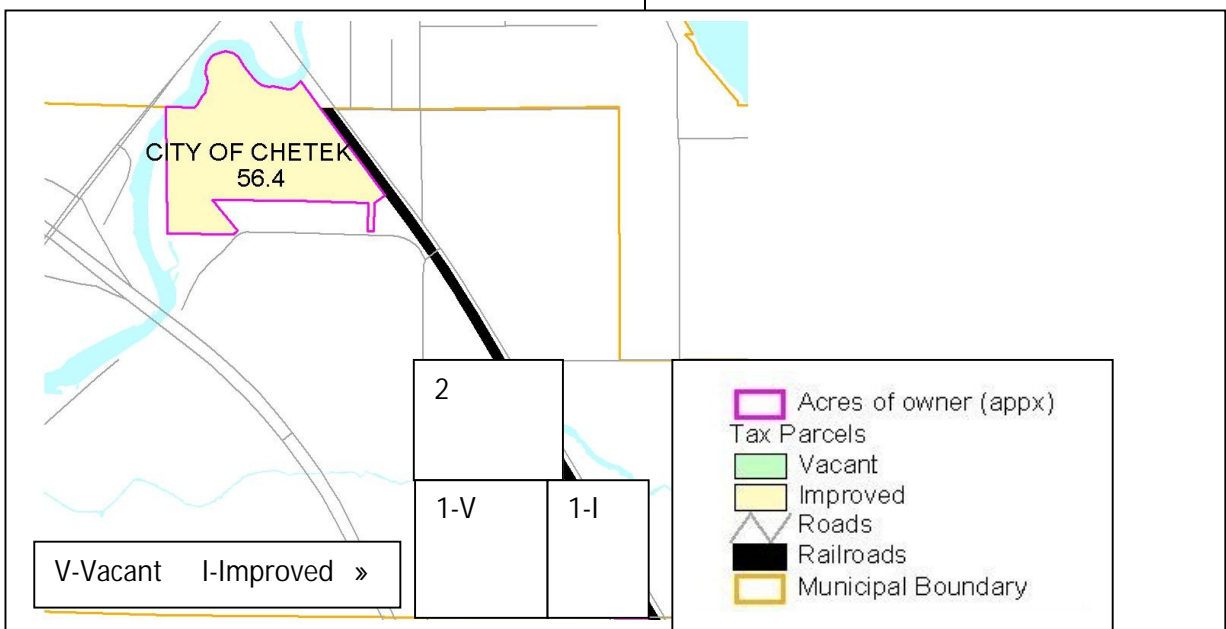 CITY OF CHETEK
56.4
2
1-V 1-I
V-Vacant I-Improved »
Acres of owner (appx)
Tax Parcels
Vacant
Improved
Roads
Railroads
Municipal Boundary